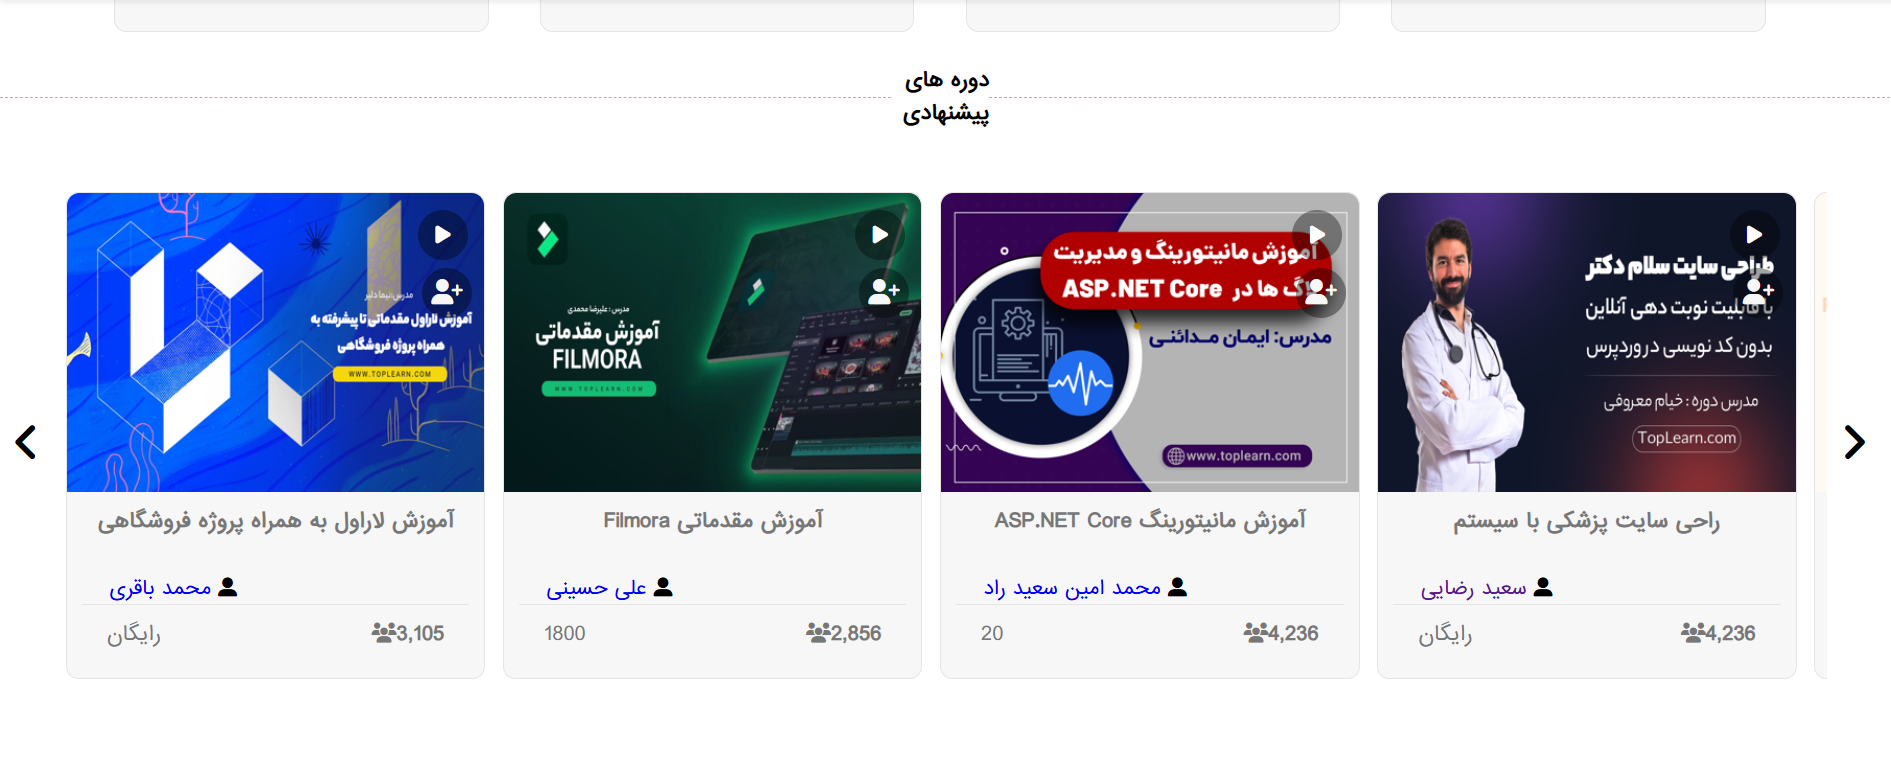 دوره های
پیشنهادی
طراحی سایت سلام دکتر
با قابلیت نوبت دهی آنلاین
بدون کد نویسی در وردپرس
مدرس دوره : خیام معروفی
TopLearn.com
راحی سایت پزشکی با سیستم
سعید رضایی
4,236
رایگان
آموزش مانیتورینگ و مدیریت
لاگ ها در ASP.NET Core
مدرس: ایمان مدائنی
www.toplearn.com
آموزش مانیتورینگ ASP.NET Core
محمد امین سعید راد
4,236
20
مدرس : علیرضا محمدی
آموزش مقدماتی
FILMORA
WWW.TOPLEARN.COM
آموزش مقدماتی Filmora
علی حسینی
2,856
1800
مدرس:نیما دلیر
آموزش لاراول مقدماتی تا پیشرفته به
همراه پروژه فروشگاهی
WWW.TOPLEARN.COM
آموزش لاراول به همراه پروژه فروشگاهی
محمد باقری
3,105
رایگان